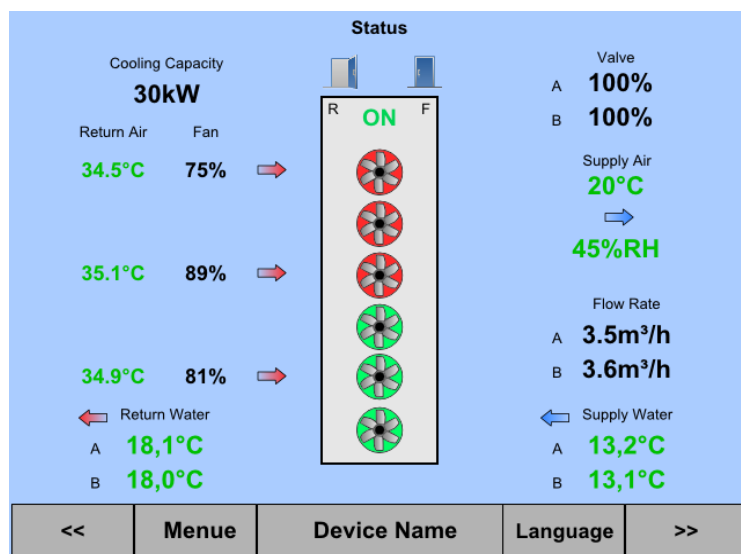 Status
Cooling Capacity
30kW
Return Air Fan
34.5°C 75%
35.1°C 89%
34.9°C 81%
Return Water
A 18,1°C
B 18,0°C
R ON F
Valve
A 100%
B 100%
Supply Air
20°C
45%RH
Flow Rate
A 3.5m³/h
B 3.6m³/h
Supply Water
A 13,2°C
B 13,1°C
<< Menue Device Name Language >>